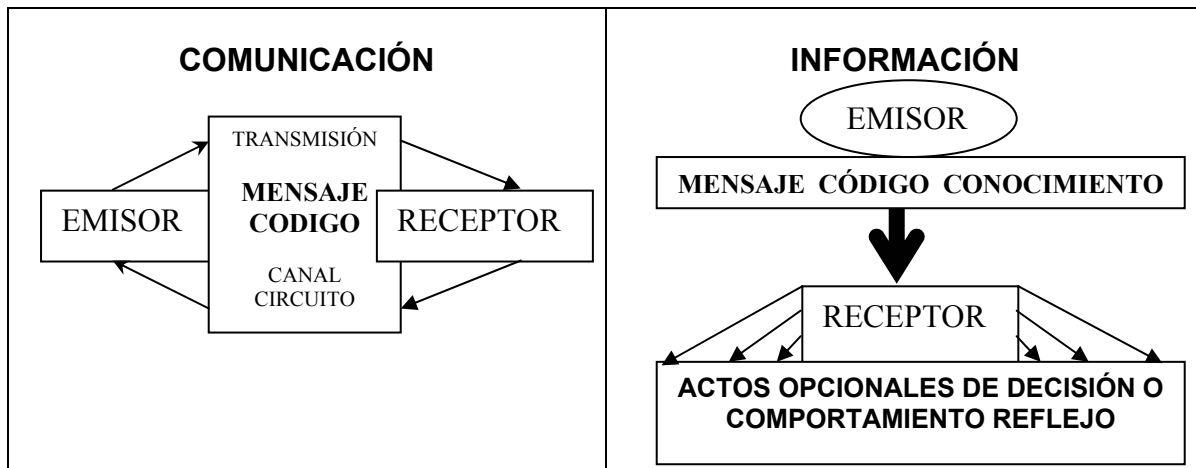 COMUNICACIÓN
TRANSMISIÓN
MENSAJE
CODIGO
EMISOR
RECEPTOR
CANAL
CIRCUITO
INFORMACIÓN
EMISOR
MENSAJE CÓDIGO CONOCIMIENTO
RECEPTOR
ACTOS OPCIONALES DE DECISIÓN O
COMPORTAMIENTO REFLEJO